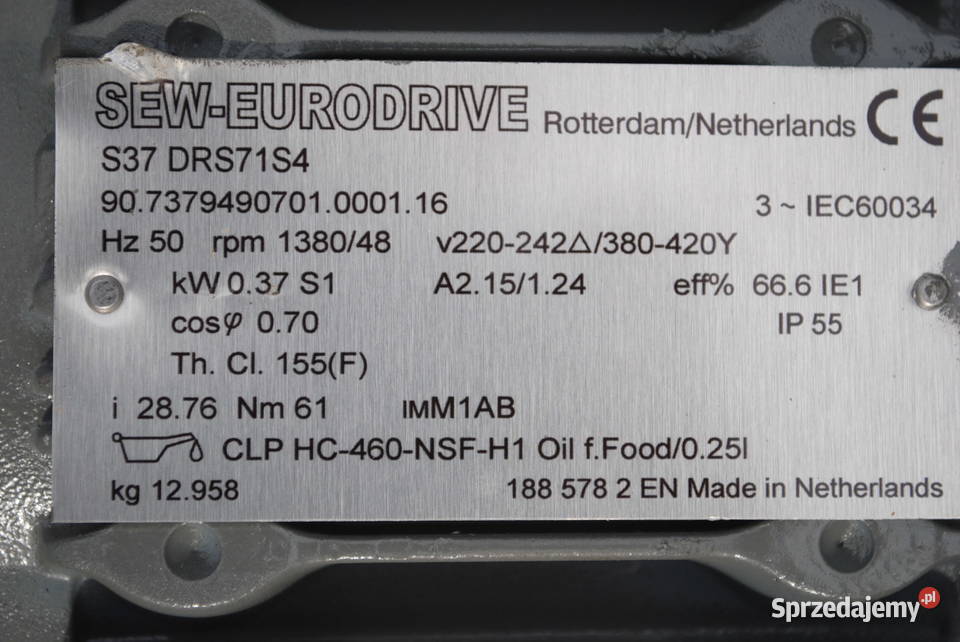 SEW-EURODRIVE Rotterdam/Netherlands CE
S37 DRS71S4
90.7379490701.0001.16 3 ~ IEC60034
Hz 50 rpm 1380/48 v220-242Δ/380-420Y
kW 0.37 S1 A2.15/1.24 eff% 66.6 IE1
cosφ 0.70 IP 55
Th. Cl. 155(F)
i 28.76 Nm 61 IMM1AB
CLP HC-460-NSF-H1 Oil f.Food/0.25l
kg 12.958 188 578 2 EN Made in Netherlands
Sprzedajemy.pl